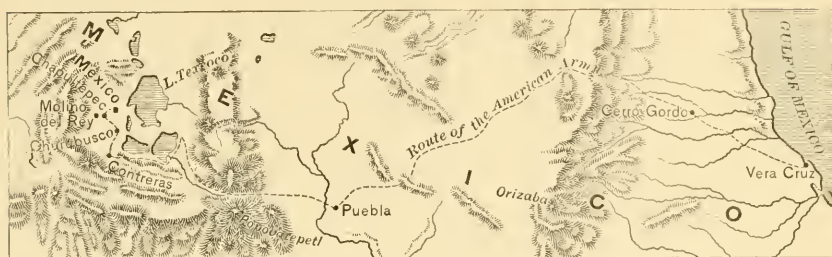 M
E
X
I
C
O
Chapultepec
Mexico
L. Tezcoco
Molino
del Rey
Churubusco
Contreras
Popocatepetl
Puebla
Route of the American Army
Orizaba
Cerro Gordo
Vera Cruz
GULF OF MEXICO